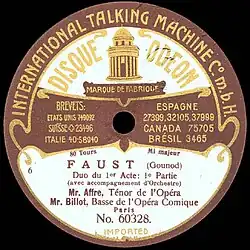 INTERNATIONAL TALKING MACHINE Co. m.b.H.
DISQUE ODEON
MARQUE DE FABRIQUE
BREVETS:
ETATS UNIS 749092
SUISSE O 25196
ITALIE 40-58040
ESPAGNE
27399,32105,37999
CANADA 75705
BRÉSIL 3465
80 Tours Mi majeur
FAUST (Gounod)
Duo du 1er Acte: 1e Partie
(avec accompagnement d'Orchestre)
Mr. Affre, Ténor de l'Opéra
Mr. Billot, Basse de l'Opéra Comique
Paris
No. 60328.
IMPORTED